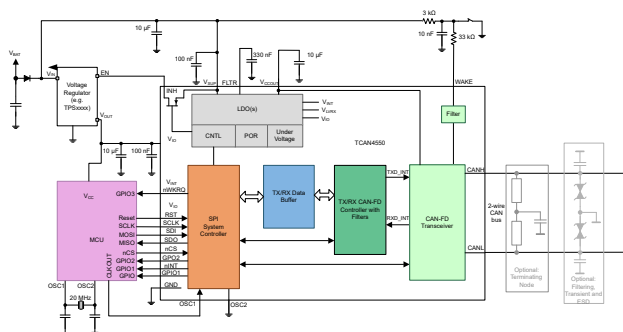 3 kΩ
10 µF
10 nF
33 kΩ
VBAT
100 nF
330 nF
10 µF
VIN
EN
Voltage
Regulator
(e.g.
TPSxxxx)
VOUT
INH
VSUP
FLTR
VCCOUT
WAKE
LDO(s)
VINT
VCVRX
VIO
Filter
VIO
CNTL
POR
Under
Voltage
10 µF
100 nF
TCAN4550
VCC
GPIO3
VINT
nWKRQ
VIO
Reset
RST
SCLK
SCLK
MOSI
SDI
MISO
SDO
nCS
nCS
GPIO2
GPO2
GPIO1
nINT
GPIO
GPIO1
GND
MCU
CLKOUT
OSC1
OSC2
20 MHz
OSC1
OSC2
SPI
System
Controller
TX/RX Data
Buffer
TX/RX CAN-FD
Controller with
Filters
TXD_INT
RXD_INT
CAN-FD
Transceiver
CANH
CANL
2-wire
CAN
bus
Optional:
Terminating
Node
Optional:
Filtering,
Transient and
ESD